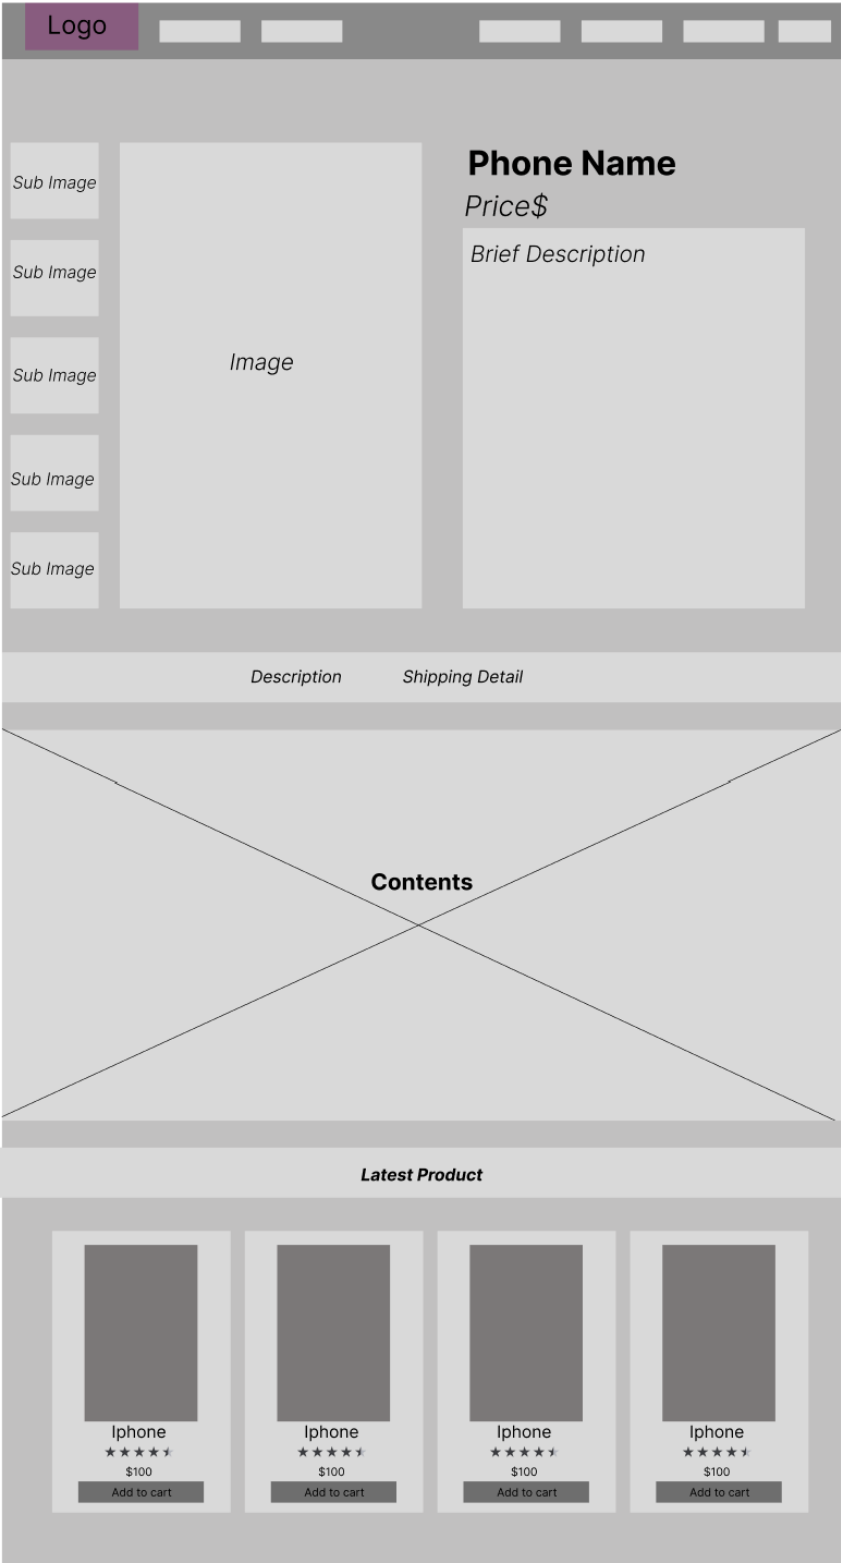 Logo
Phone Name
Price$
Brief Description
Sub Image
Sub Image
Sub Image
Sub Image
Sub Image
Image
Description
Shipping Detail
Contents
Latest Product
Iphone
$100
Add to cart
Iphone
$100
Add to cart
Iphone
$100
Add to cart
Iphone
$100
Add to cart